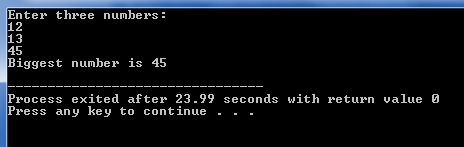 Enter three numbers:
12
13
45
Biggest number is 45
--------------------------------
Process exited after 23.99 seconds with return value 0
Press any key to continue . . .